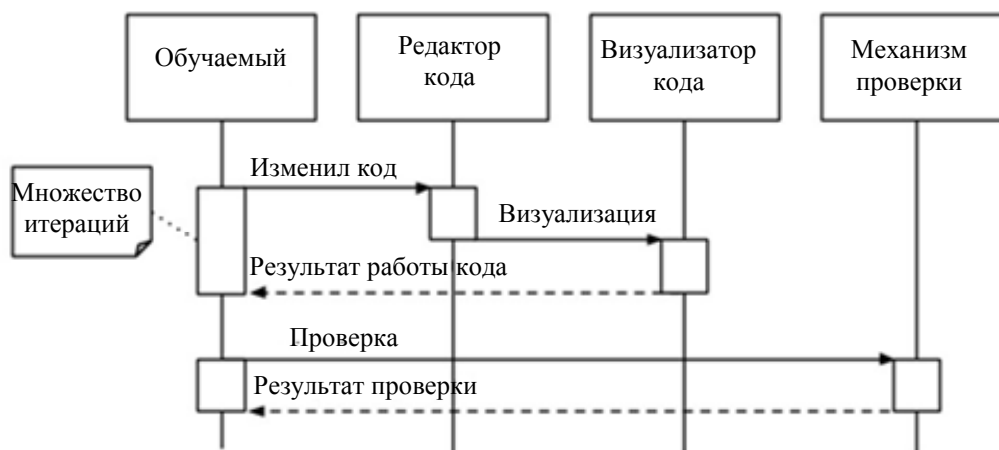 Обучаемый
Редактор
кода
Визуализатор
кода
Механизм
проверки
Изменил код
Множество
итераций
Визуализация
Результат работы кода
Проверка
Результат проверки